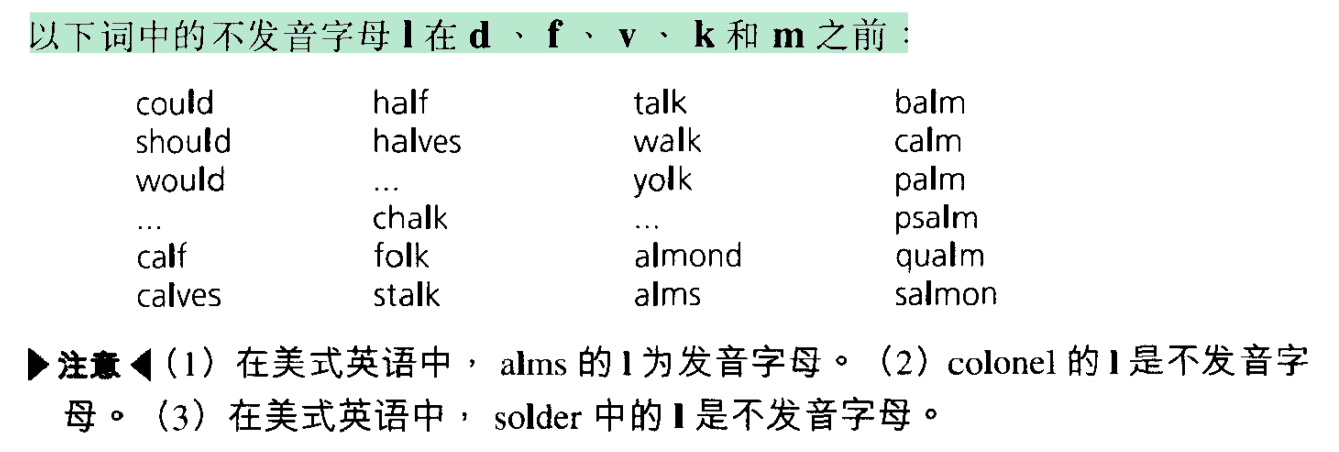 以下词中的不发音字母 l 在 d 、 f 、 v 、 k 和 m 之前：
could half talk balm
should halves walk calm
would ... yolk palm
... chalk ... psalm
calf folk almond qualm
calves stalk alms salmon
▶注意◀（1）在美式英语中， alms 的 l 为发音字母。（2）colonel 的 l 是不发音字
母。（3）在美式英语中， solder 中的 l 是不发音字母。